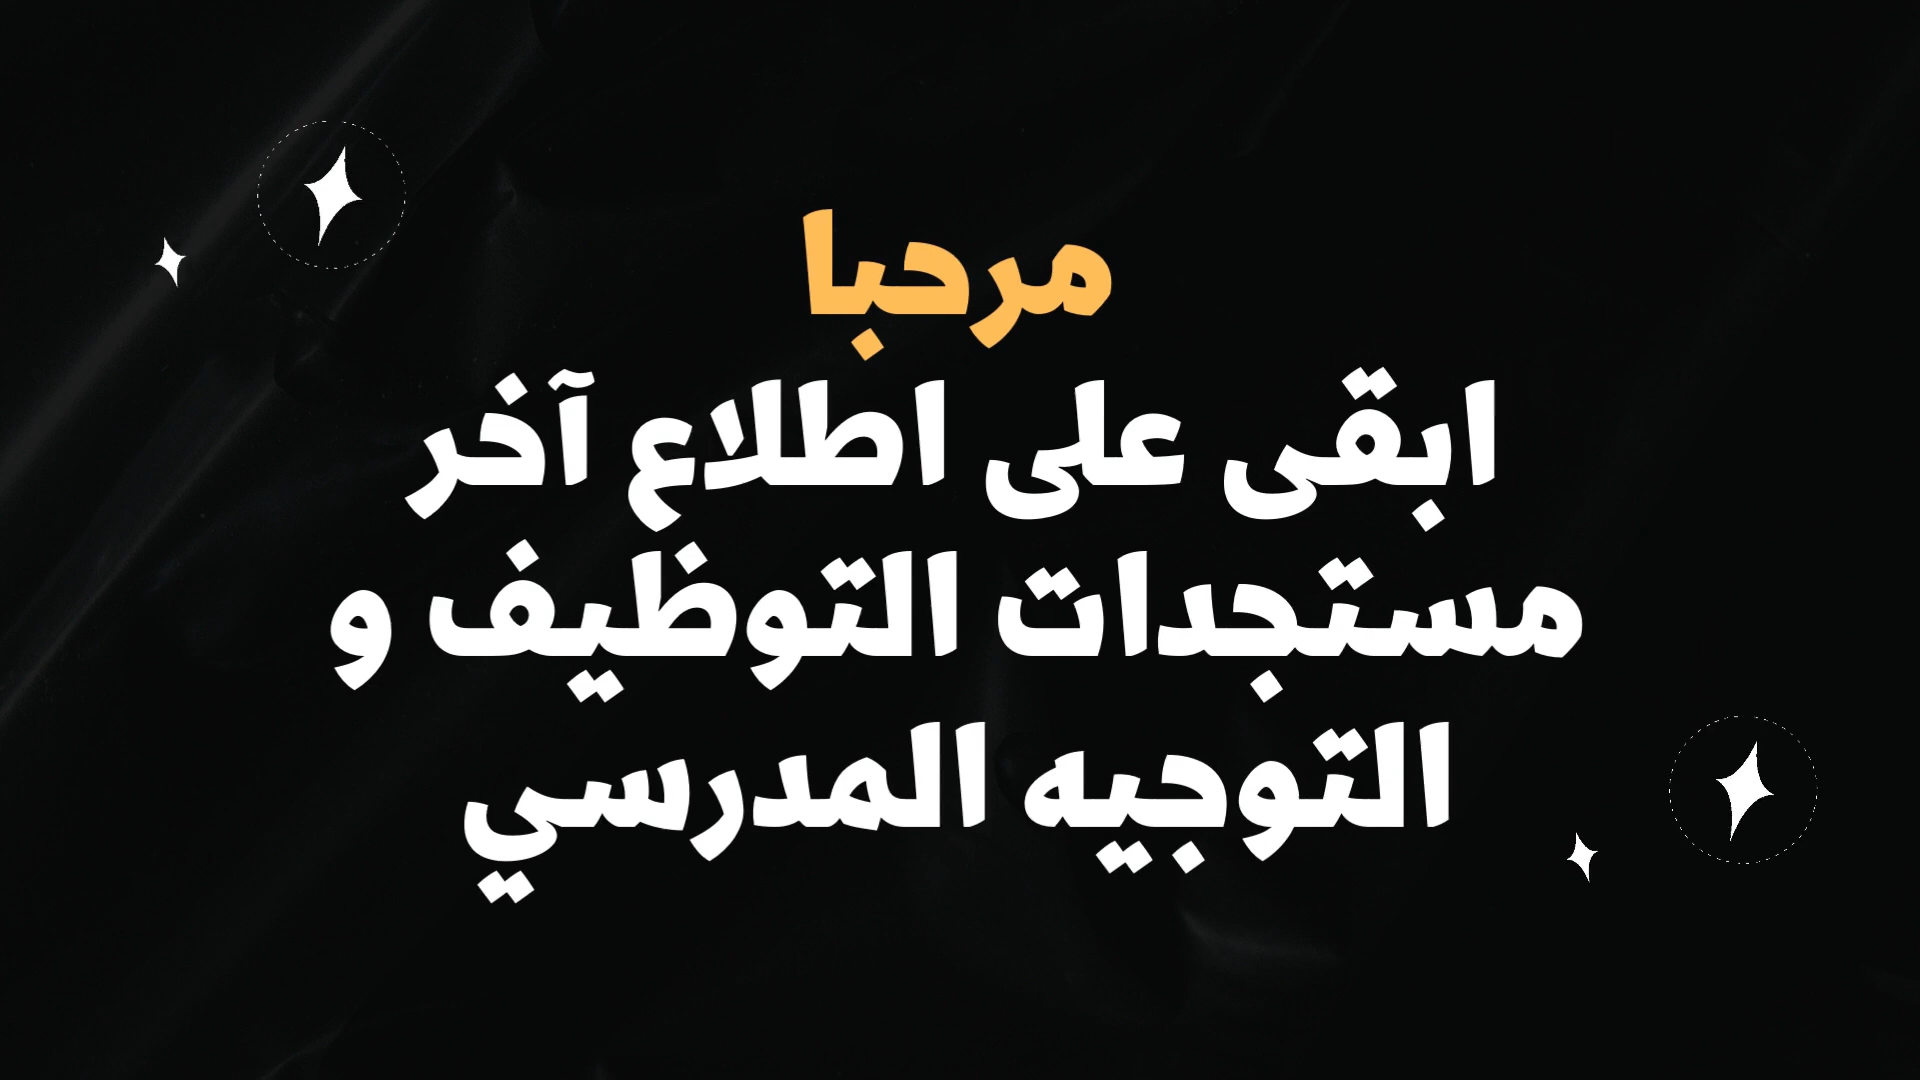 مرحبا
ابقى على اطلاع آخر
مستجدات التوظيف و
التوجيه المدرسي